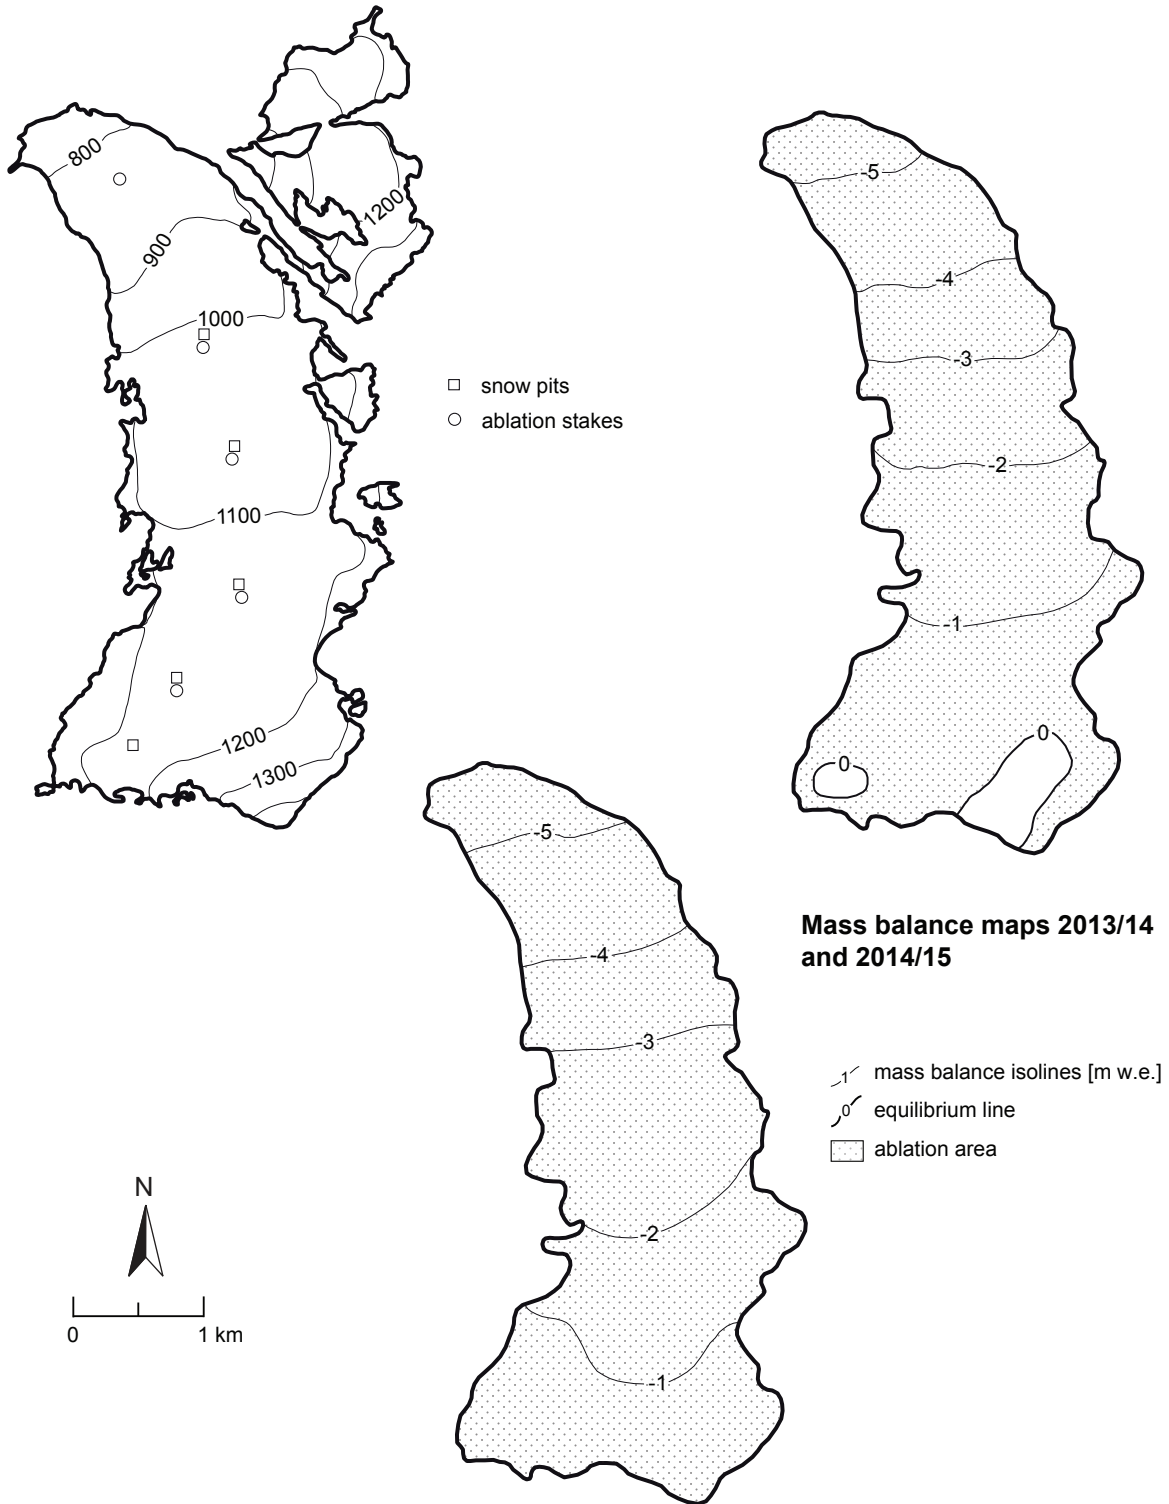 800
900
1200
1000
snow pits
ablation stakes
1100
1200
1300
-5
-4
-3
-2
-1
0
0
-5
-4
-3
-2
-1
Mass balance maps 2013/14
and 2014/15
-1 mass balance isolines [m w.e.]
0 equilibrium line
ablation area
N
0 1 km